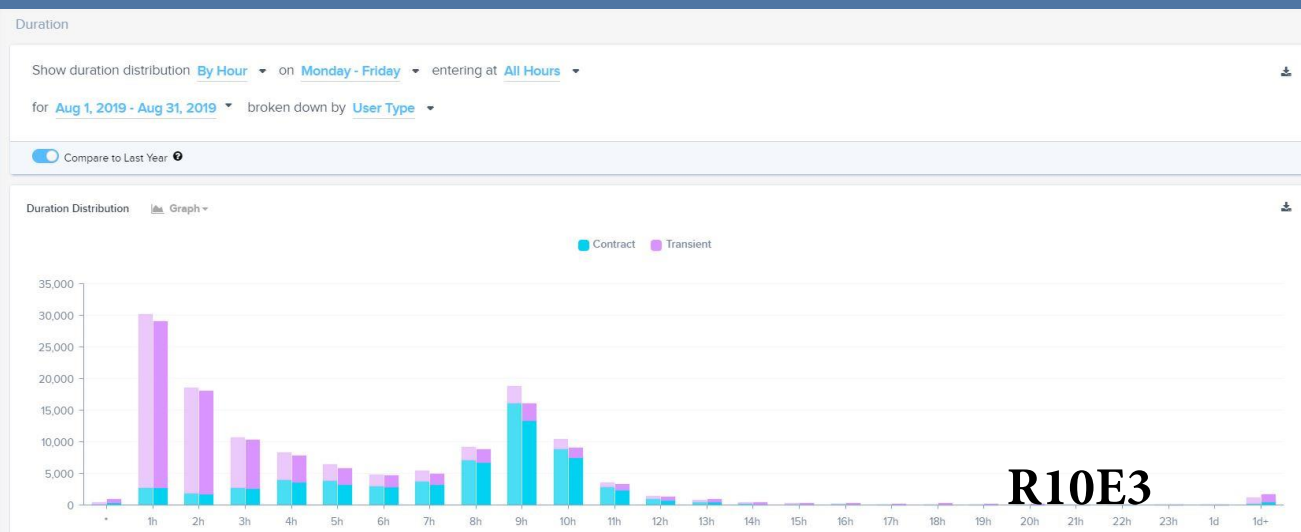 Duration
Show duration distribution By Hour on Monday - Friday entering at All Hours
for Aug 1, 2019 - Aug 31, 2019 broken down by User Type
Compare to Last Year ?
Duration Distribution Graph
Contract Transient
35,000
30,000
25,000
20,000
15,000
10,000
5,000
0
* 1h 2h 3h 4h 5h 6h 7h 8h 9h 10h 11h 12h 13h 14h 15h 16h 17h 18h 19h 20h 21h 22h 23h 1d 1d+
R10E3